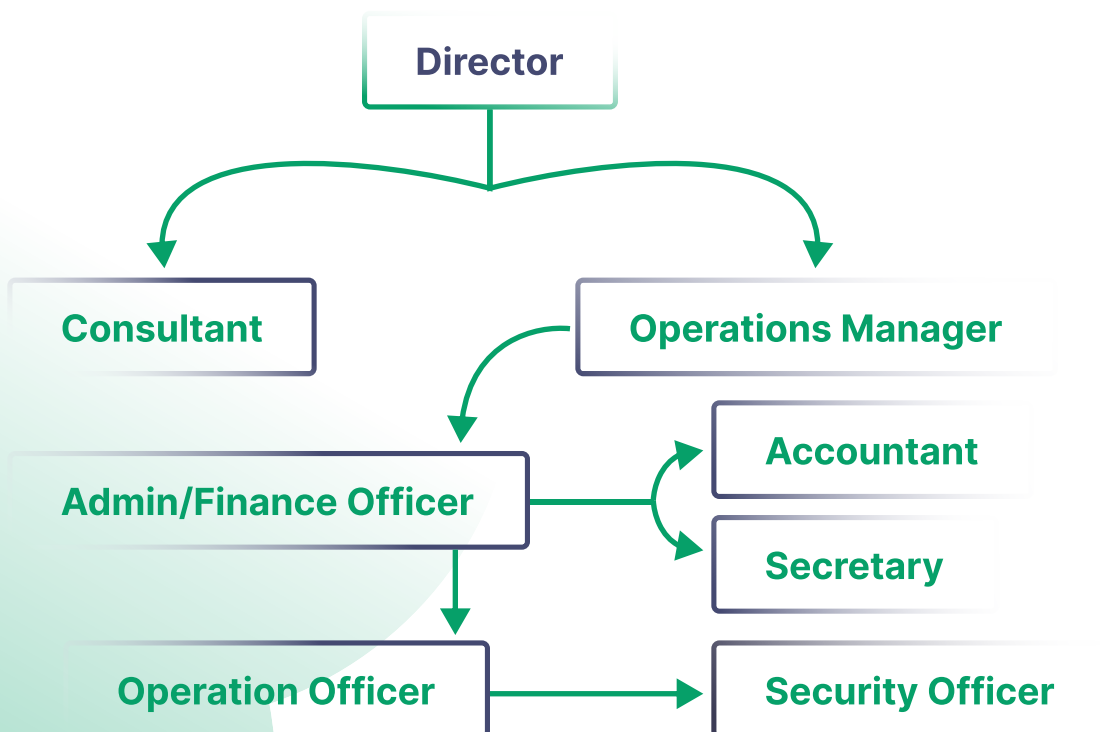 Director
Consultant
Operations Manager
Accountant
Admin/Finance Officer
Secretary
Operation Officer
Security Officer